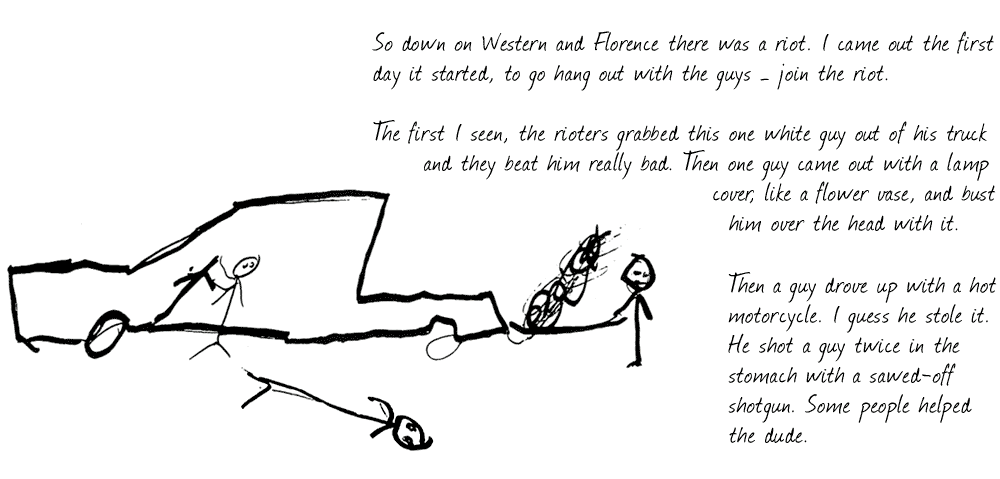 So down on Western and Florence there was a riot. I came out the first
day it started, to go hang out with the guys – join the riot.
The first I seen, the rioters grabbed this one white guy out of his truck
and they beat him really bad. Then one guy came out with a lamp
cover, like a flower vase, and bust
him over the head with it.
Then a guy drove up with a hot
motorcycle. I guess he stole it.
He shot a guy twice in the
stomach with a sawed-off
shotgun. Some people helped
the dude.